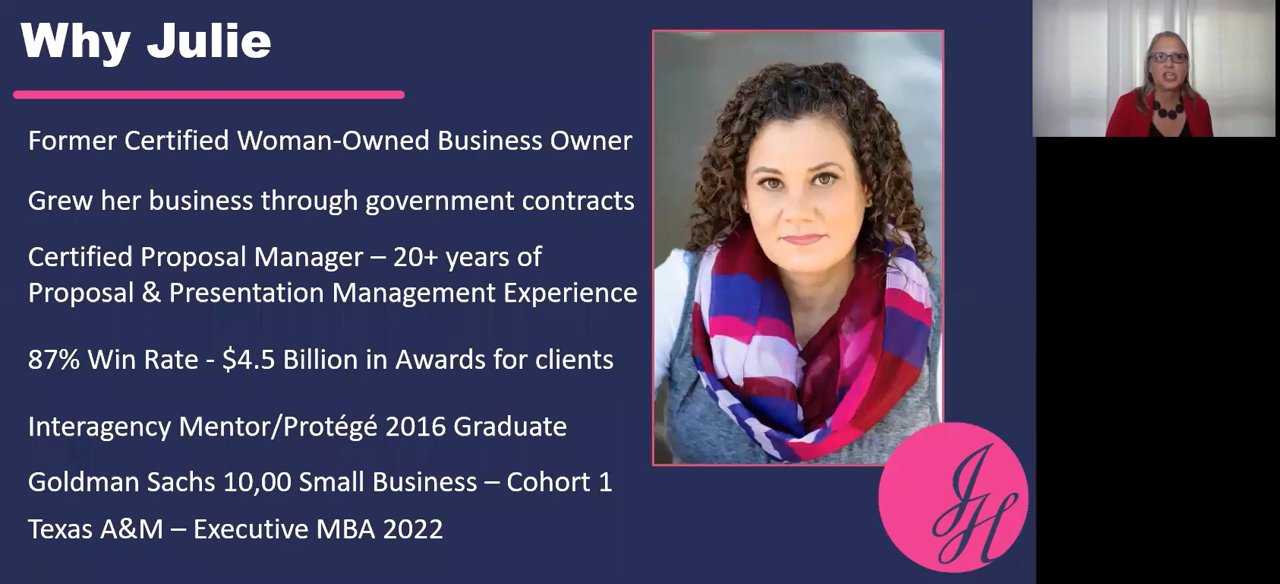 Why Julie
Former Certified Woman-Owned Business Owner
Grew her business through government contracts
Certified Proposal Manager – 20+ years of
Proposal & Presentation Management Experience
87% Win Rate - $4.5 Billion in Awards for clients
Interagency Mentor/Protégé 2016 Graduate
Goldman Sachs 10,00 Small Business – Cohort 1
Texas A&M – Executive MBA 2022
JH